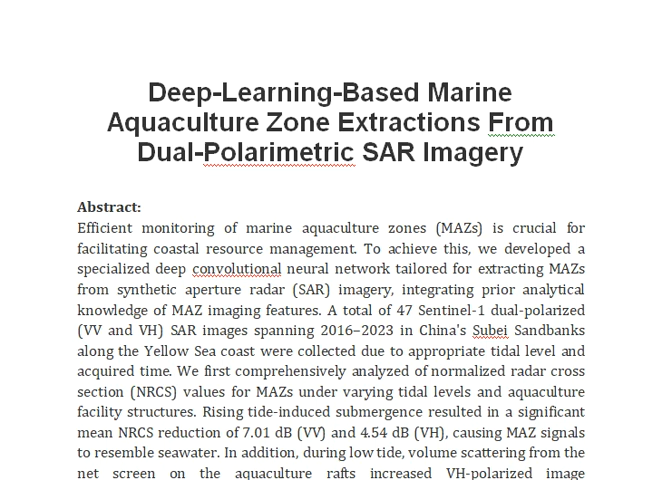 Deep-Learning-Based Marine
Aquaculture Zone Extractions From
Dual-Polarimetric SAR Imagery
Abstract:
Efficient monitoring of marine aquaculture zones (MAZs) is crucial for
facilitating coastal resource management. To achieve this, we developed a
specialized deep convolutional neural network tailored for extracting MAZs
from synthetic aperture radar (SAR) imagery, integrating prior analytical
knowledge of MAZ imaging features. A total of 47 Sentinel-1 dual-polarized
(VV and VH) SAR images spanning 2016–2023 in China's Subei Sandbanks
along the Yellow Sea coast were collected due to appropriate tidal level and
acquired time. We first comprehensively analyzed of normalized radar cross
section (NRCS) values for MAZs under varying tidal levels and aquaculture
facility structures. Rising tide-induced submergence resulted in a significant
mean NRCS reduction of 7.01 dB (VV) and 4.54 dB (VH), causing MAZ signals
to resemble seawater. In addition, during low tide, volume scattering from the
net screen on the aquaculture rafts increased VH-polarized image